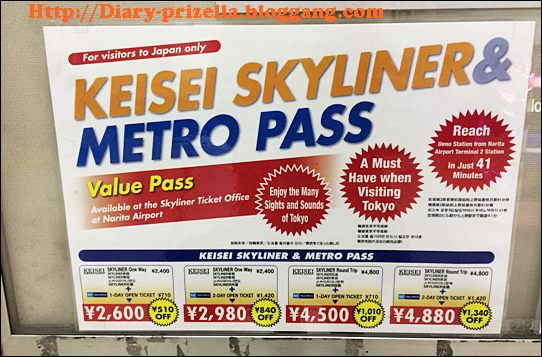 Http://Diary-prizella.bloggang.com
For visitors to Japan only
KEISEI SKYLINER &
METRO PASS
Value Pass
Available at the Skyliner Ticket Office
at Narita Airport
Enjoy the Many
Sights and Sounds
of Tokyo
A Must
Have when
Visiting
Tokyo
Reach
Ueno Station from Narita
Airport Terminal 2 Station
in Just 41
Minutes
KEISEI SKYLINER & METRO PASS
KEISEI SKYLINER One Way ¥2,400
+
1-DAY OPEN TICKET ¥710
¥2,600 ¥510 OFF
KEISEI SKYLINER One Way ¥2,400
+
2-DAY OPEN TICKET ¥1,420
¥2,980 ¥840 OFF
KEISEI SKYLINER Round Trip ¥4,800
+
1-DAY OPEN TICKET ¥710
¥4,500 ¥1,010 OFF
KEISEI SKYLINER Round Trip ¥4,800
+
2-DAY OPEN TICKET ¥1,420
¥4,880 ¥1,340 OFF